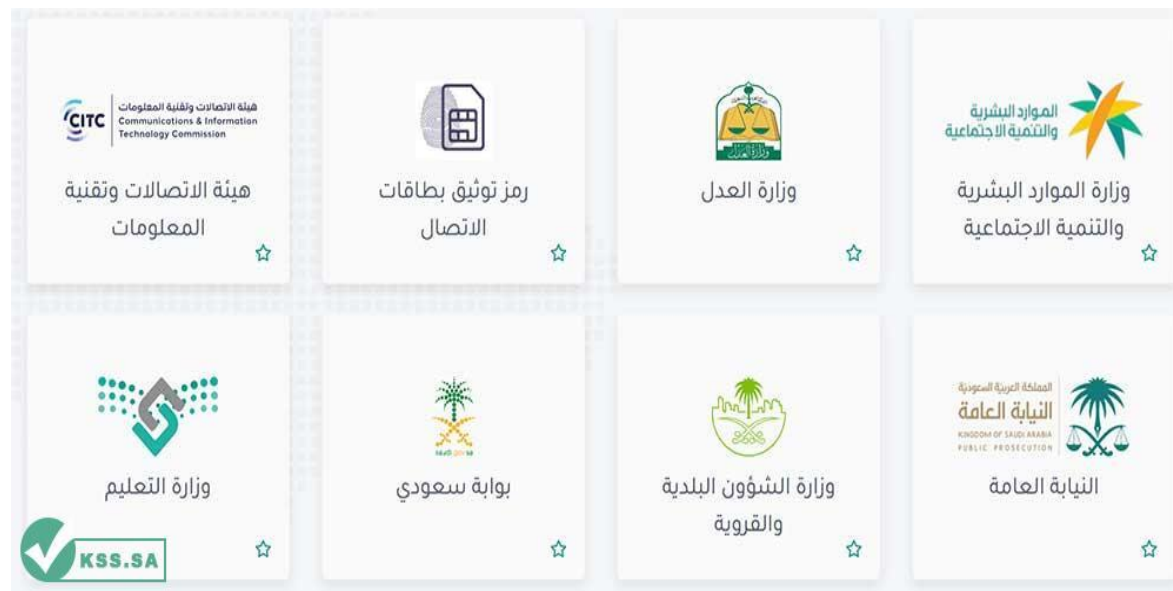 الموارد البشرية
والتنمية الاجتماعية
وزارة الموارد البشرية
والتنمية الاجتماعية
وزارة العدل
وزارة العدل
رمز توثيق بطاقات
الاتصال
CITC
هيئة الاتصالات وتقنية المعلومات
Communications & Information
Technology Commission
هيئة الاتصالات وتقنية
المعلومات
المملكة العربية السعودية
النيابة العامة
KINGDOM OF SAUDI ARABIA
PUBLIC PROSECUTION
النيابة العامة
وزارة الشؤون البلدية
والقروية
بوابة سعودي
وزارة التعليم
KSS.SA